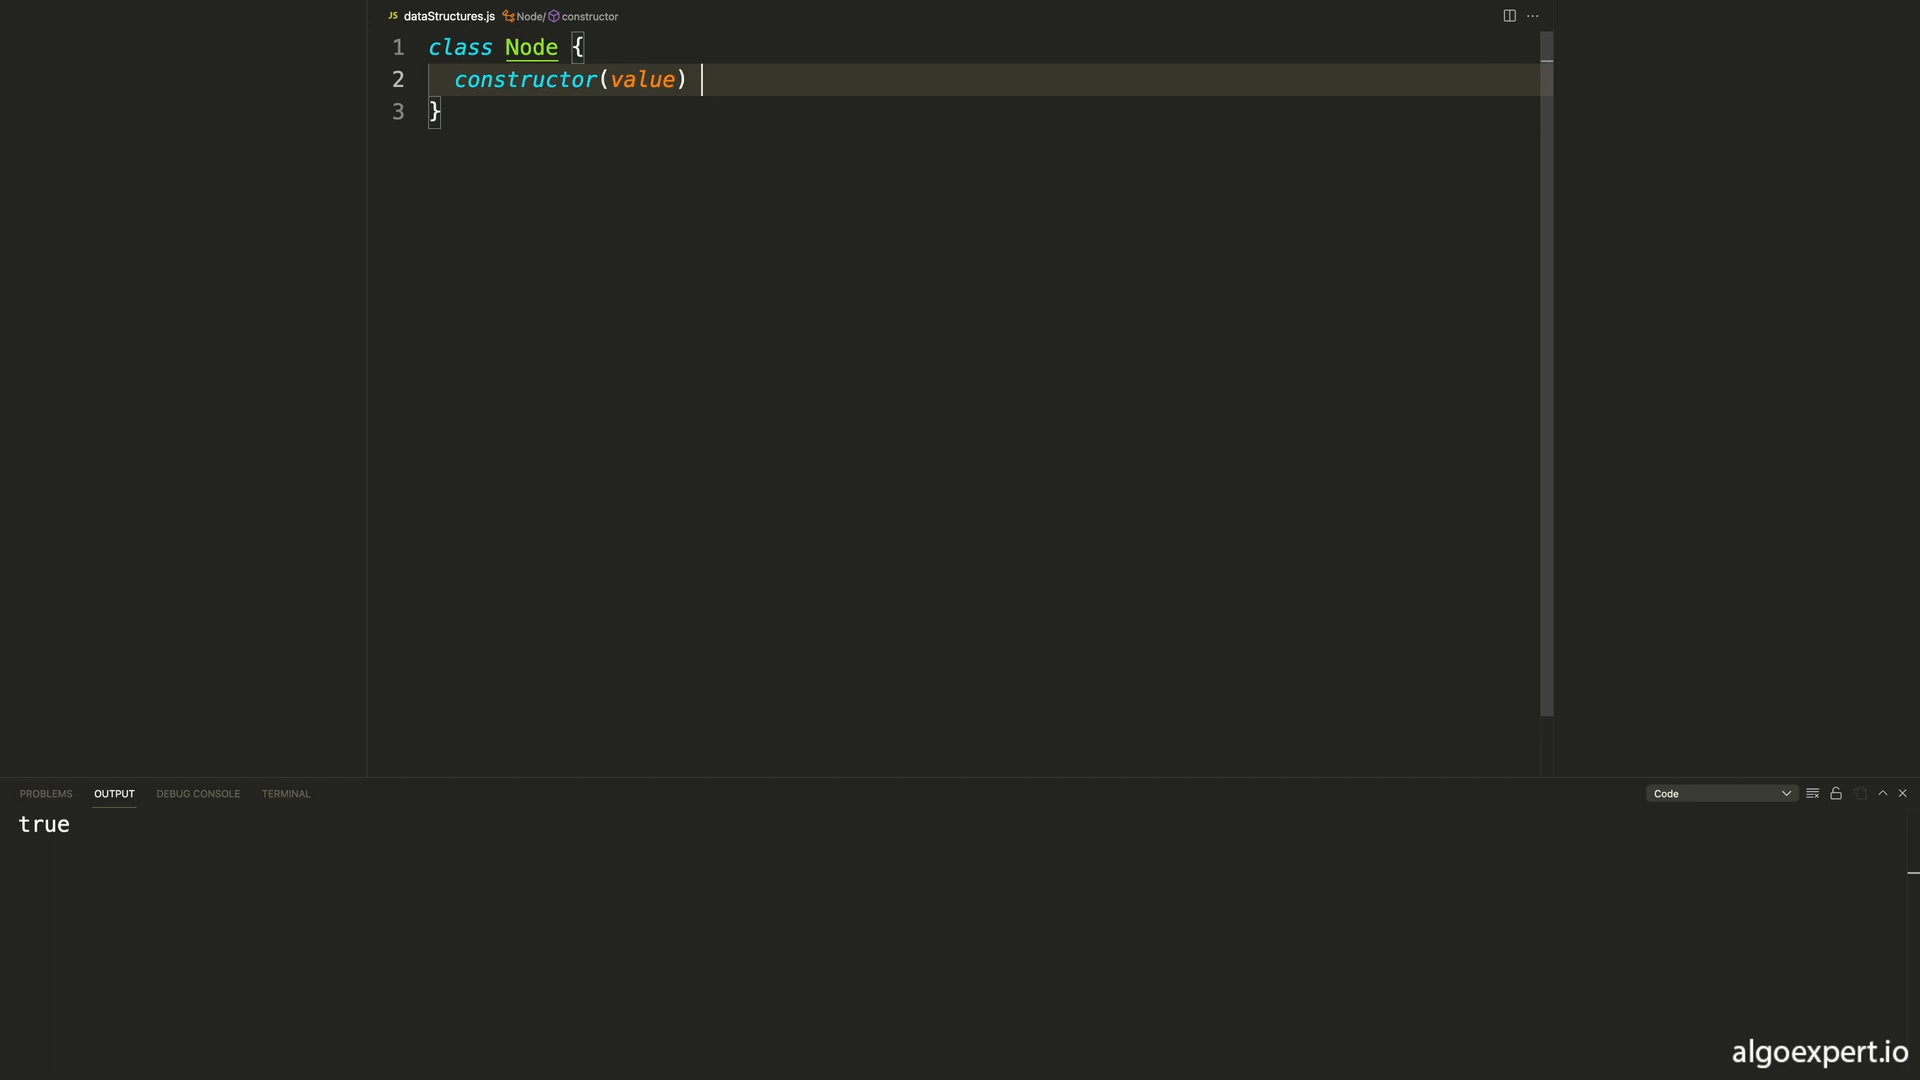 JS dataStructures.js Node/ constructor
1 class Node {
2 constructor(value)
3 }
PROBLEMS OUTPUT DEBUG CONSOLE TERMINAL Code
true
algoexpert.io